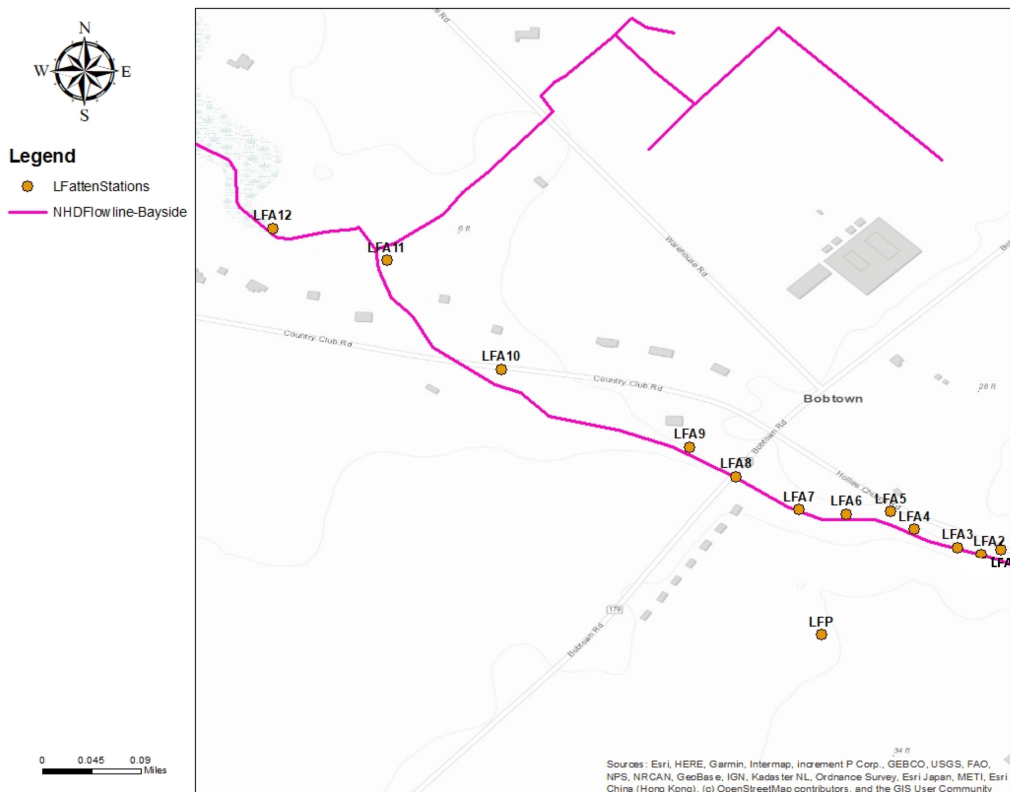 N
W E
S
Legend
LFattenStations
NHDFlowline-Bayside
0 0.045 0.09
Miles
e Rd
LFA12
LFA11
6 ft
Warehouse Rd
Country Club Rd
LFA10
Country Club Rd
28 ft
Bobtown
LFA9
Bobtown Rd
LFA8
LFA7
LFA6
LFA5
LFA4
LFA3
LFA2
LFA
LFP
178
Bobtown Rd
34 ft
Sources: Esri, HERE, Garmin, Intermap, increment P Corp., GEBCO, USGS, FAO,
NPS, NRCAN, GeoBase, IGN, Kadaster NL, Ordnance Survey, Esri Japan, METI, Esri
China (Hong Kong), (c) OpenStreetMap contributors, and the GIS User Community